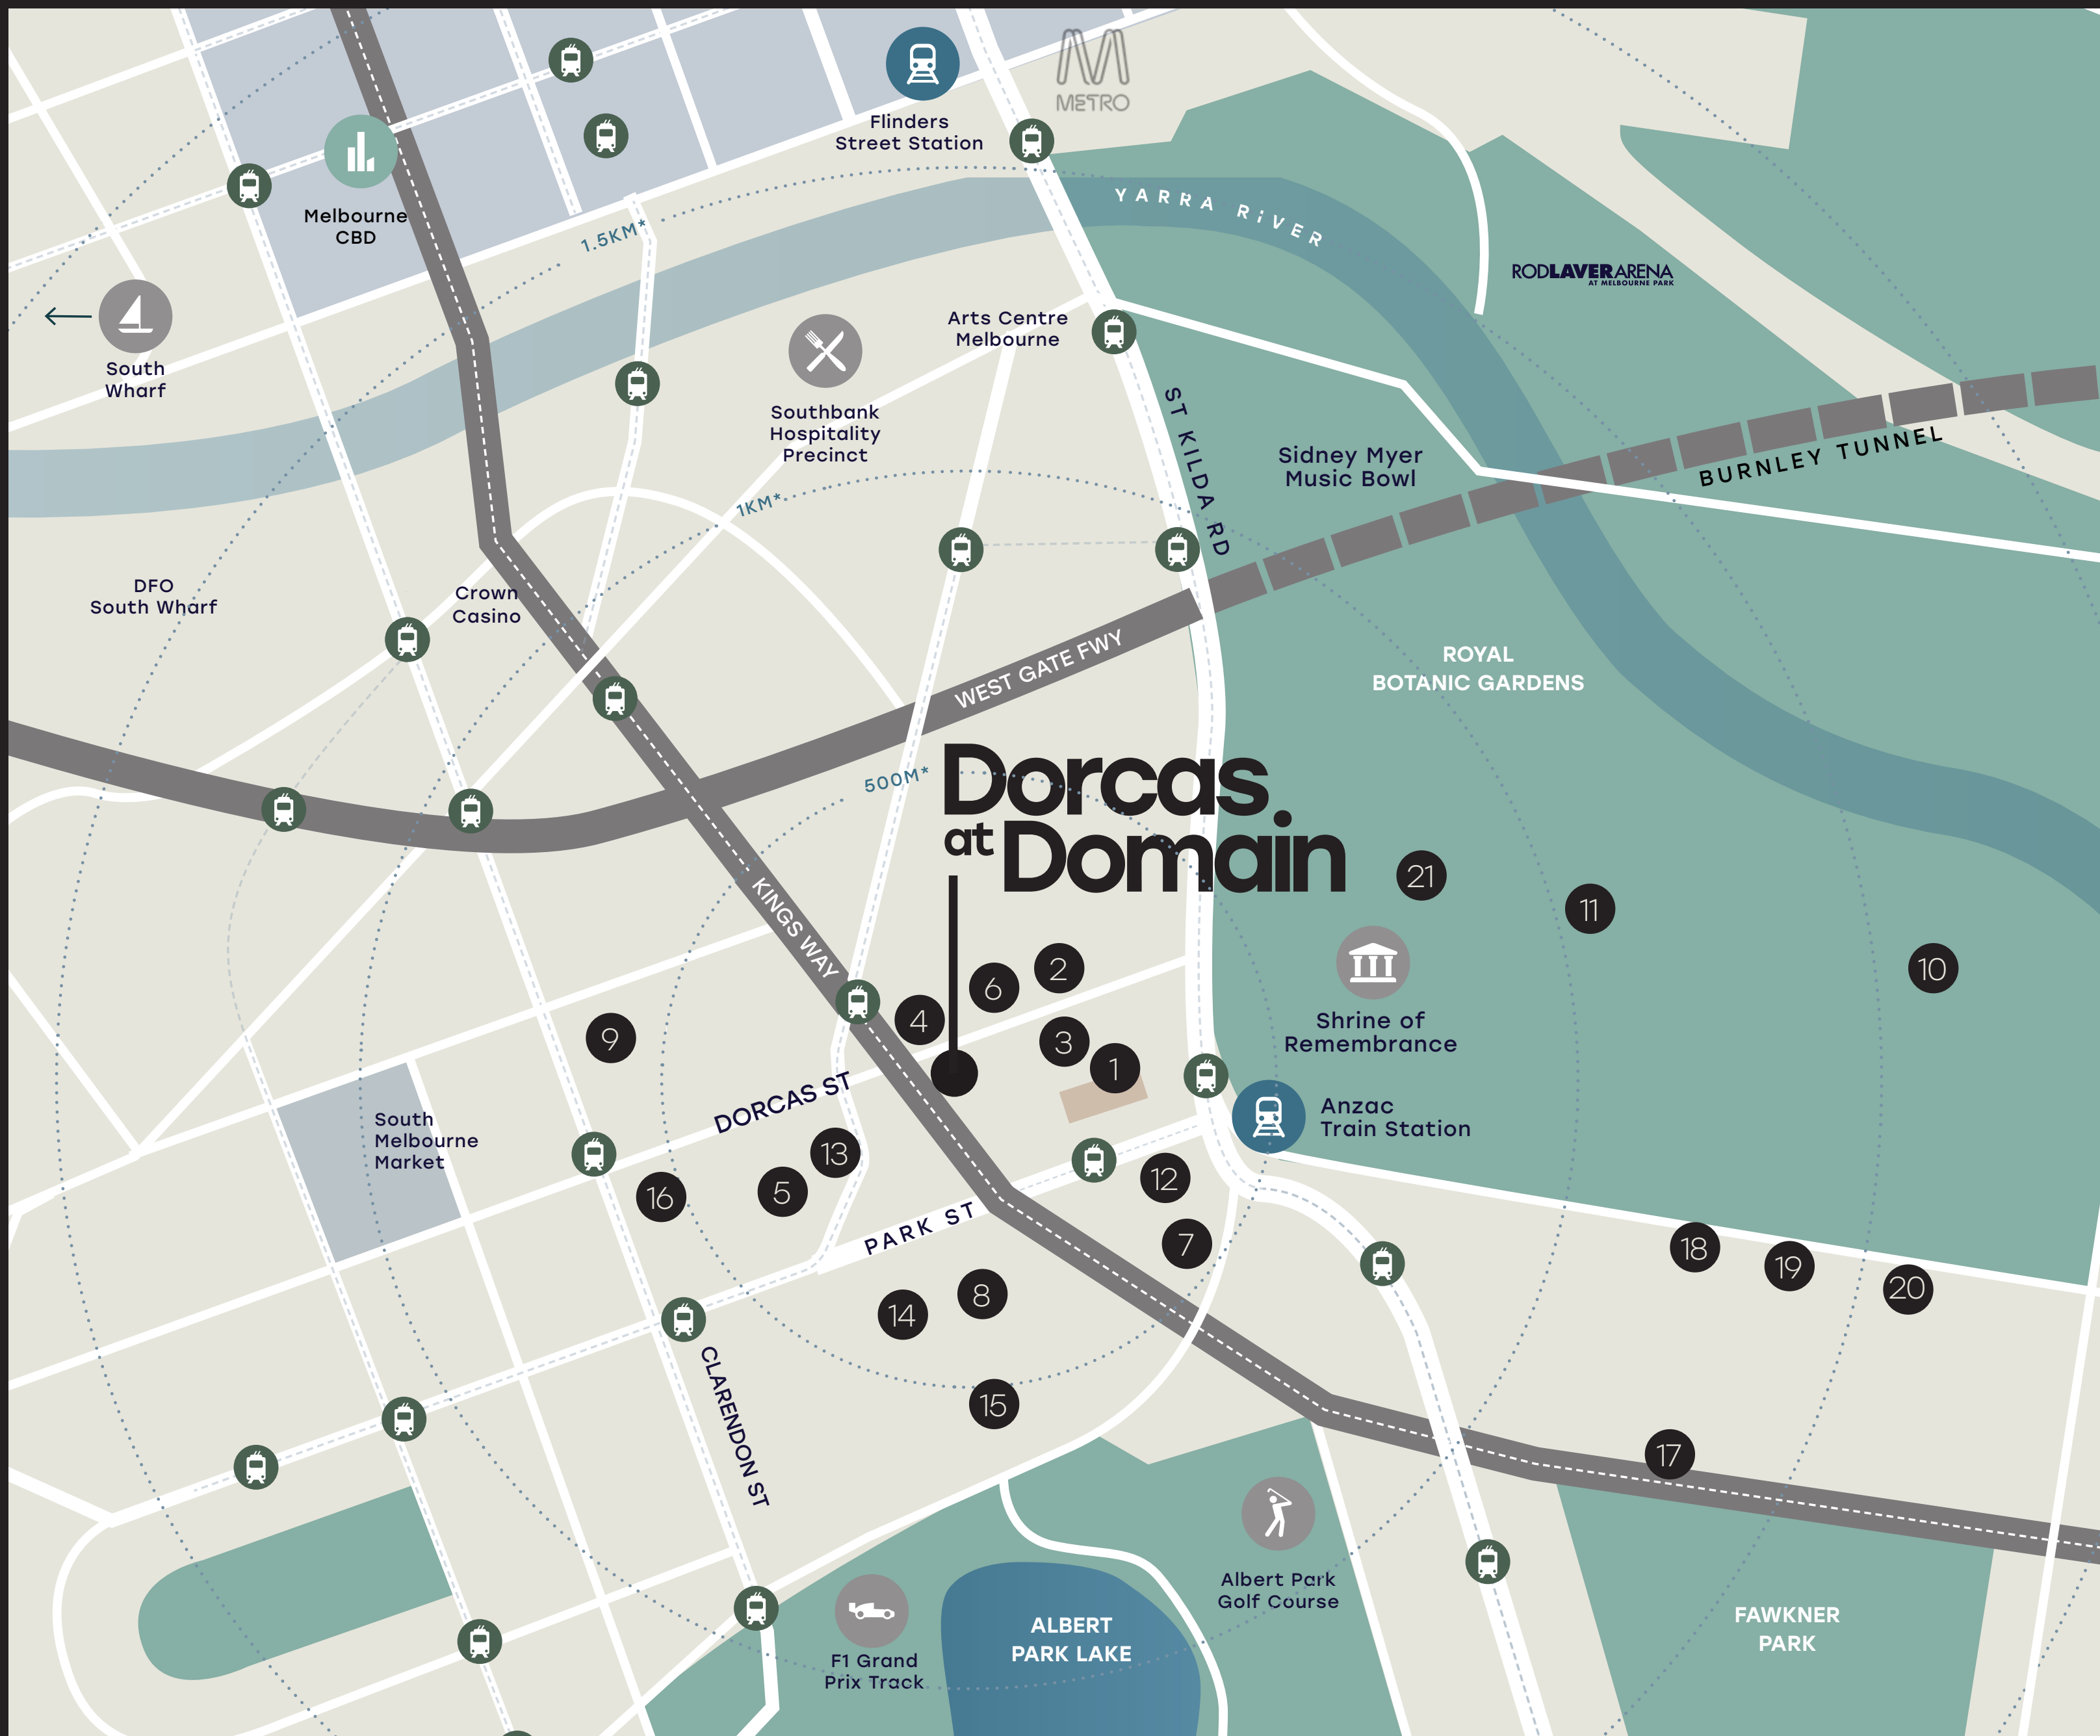 METRO
Flinders
Street Station
Melbourne
CBD
1.5KM*
YARRA RiVER
RODLAVERARENA
AT MELBOURNE PARK
South
Wharf
Arts Centre
Melbourne
Southbank
Hospitality
Precinct
ST KILDA RD
Sidney Myer
Music Bowl
BURNLEY TUNNEL
1KM*
DFO
South Wharf
Crown
Casino
WEST GATE FWY
ROYAL
BOTANIC GARDENS
500M*
Dorcas
at Domain
KINGS WAY
21
11
10
2
6
4
3
1
9
Shrine of
Remembrance
DORCAS ST
Anzac
Train Station
South
Melbourne
Market
13
5
16
12
7
PARK ST
18
19
20
8
14
15
CLARENDON ST
17
Albert Park
Golf Course
F1 Grand
Prix Track
ALBERT
PARK LAKE
FAWKNER
PARK